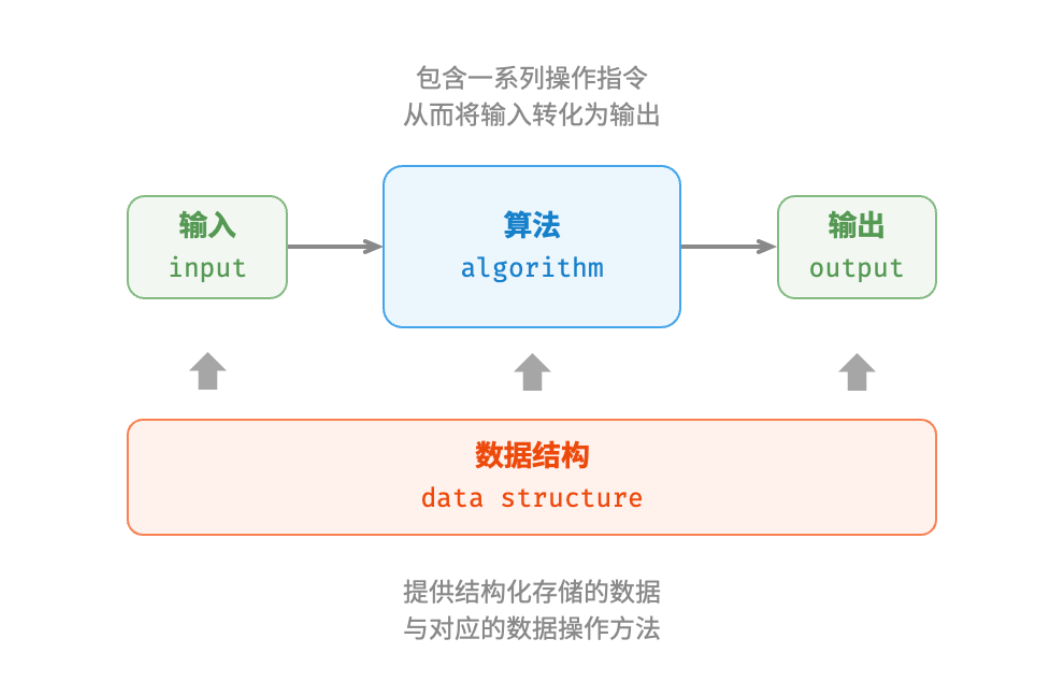 包含一系列操作指令
从而将输入转化为输出
输入
input
算法
algorithm
输出
output
数据结构
data structure
提供结构化存储的数据
与对应的数据操作方法